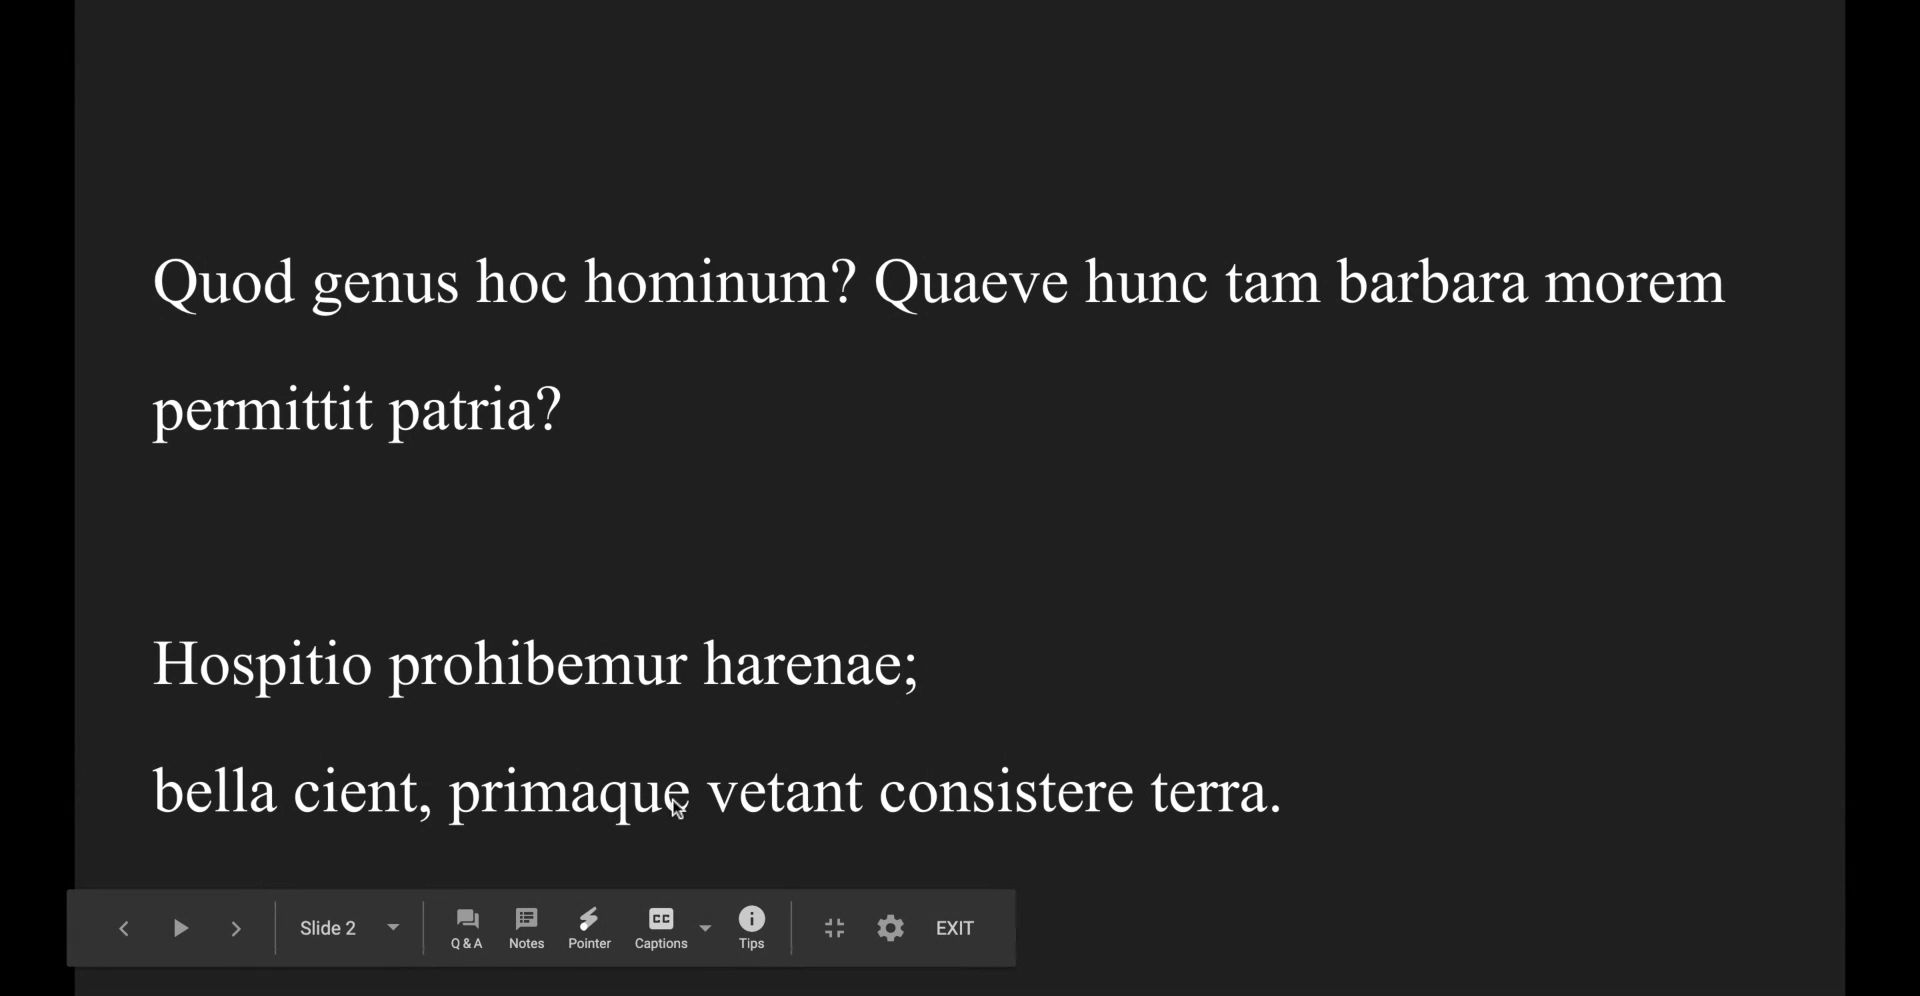 Quod genus hoc hominum? Quaeve hunc tam barbara morem
permittit patria?
Hospitio prohibemur harenae;
bella cient, primaque vetant consistere terra.
Slide 2
Q & A
Notes
Pointer
CC
Captions
Tips
EXIT